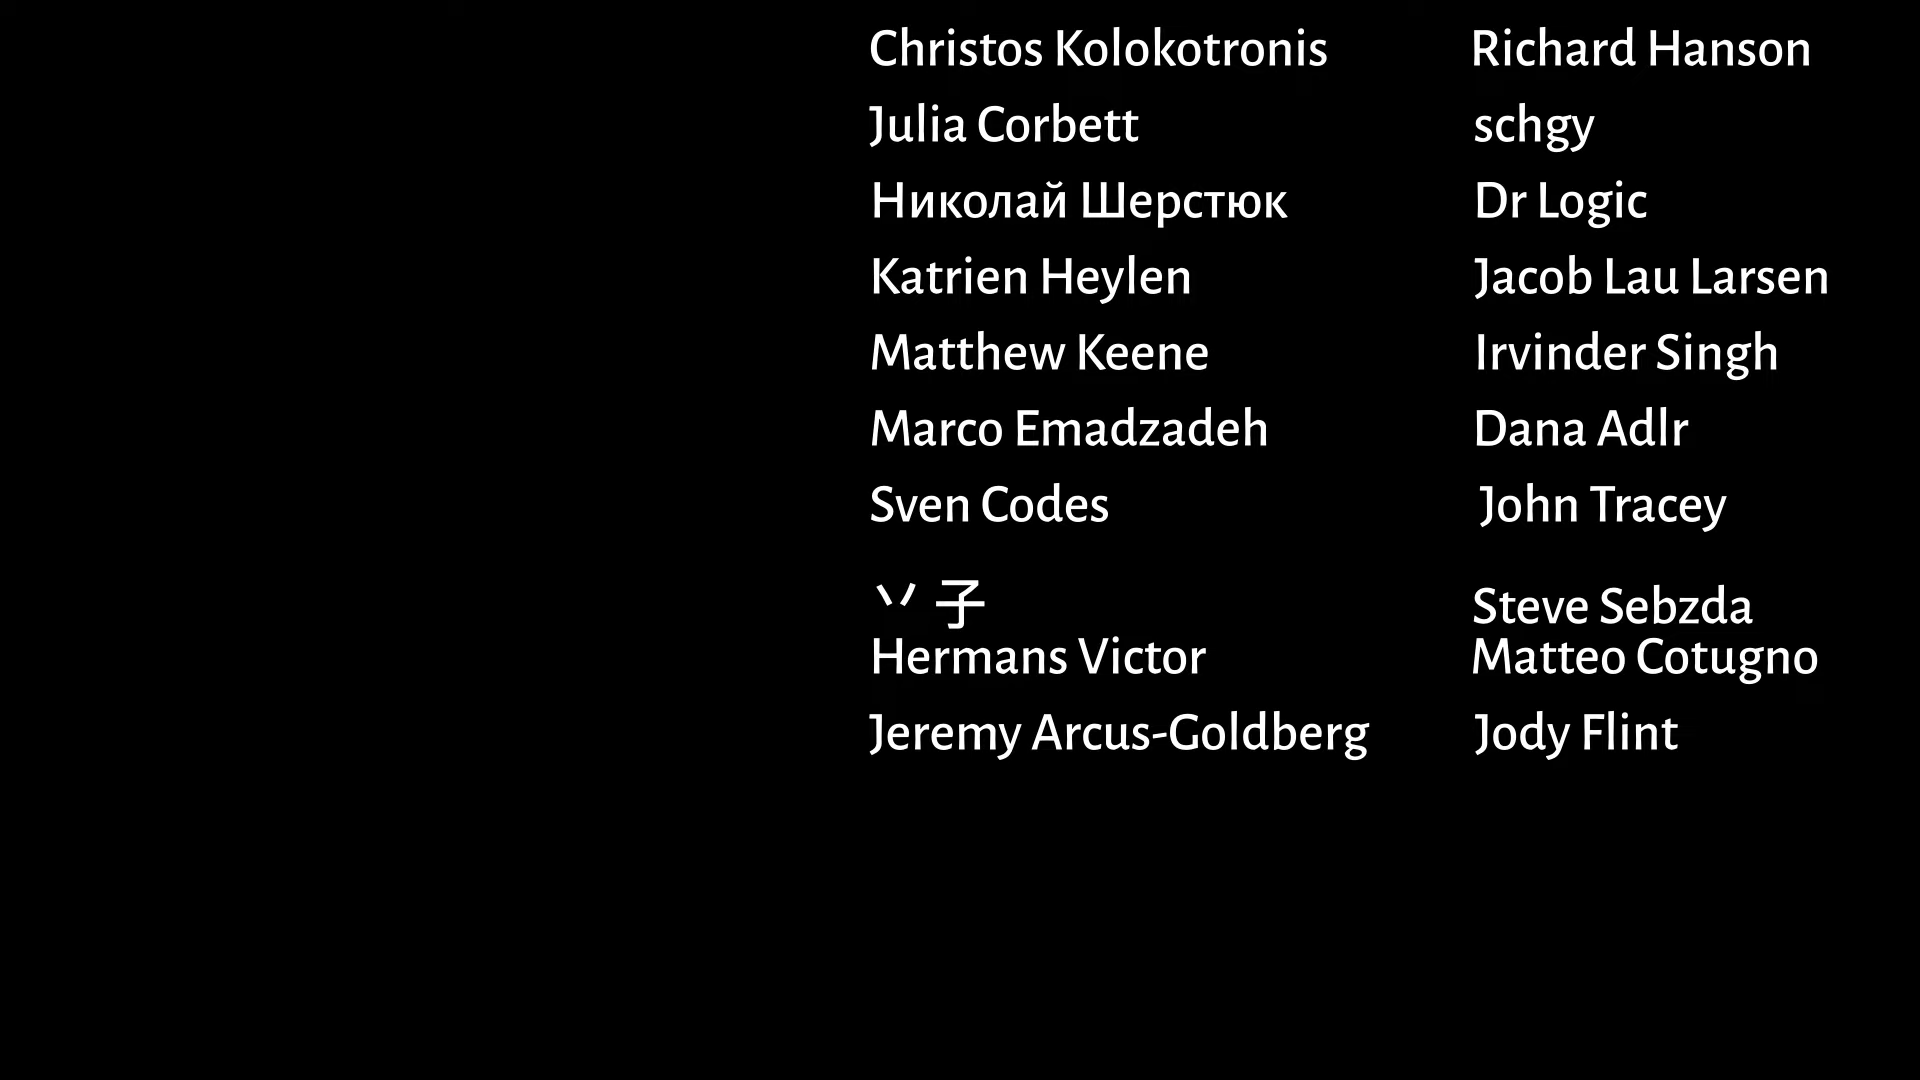 Christos Kolokotronis Richard Hanson
Julia Corbett schgy
Николай Шерстюк Dr Logic
Katrien Heylen Jacob Lau Larsen
Matthew Keene Irvinder Singh
Marco Emadzadeh Dana Adlr
Sven Codes John Tracey
丷 子 Steve Sebzda
Hermans Victor Matteo Cotugno
Jeremy Arcus-Goldberg Jody Flint